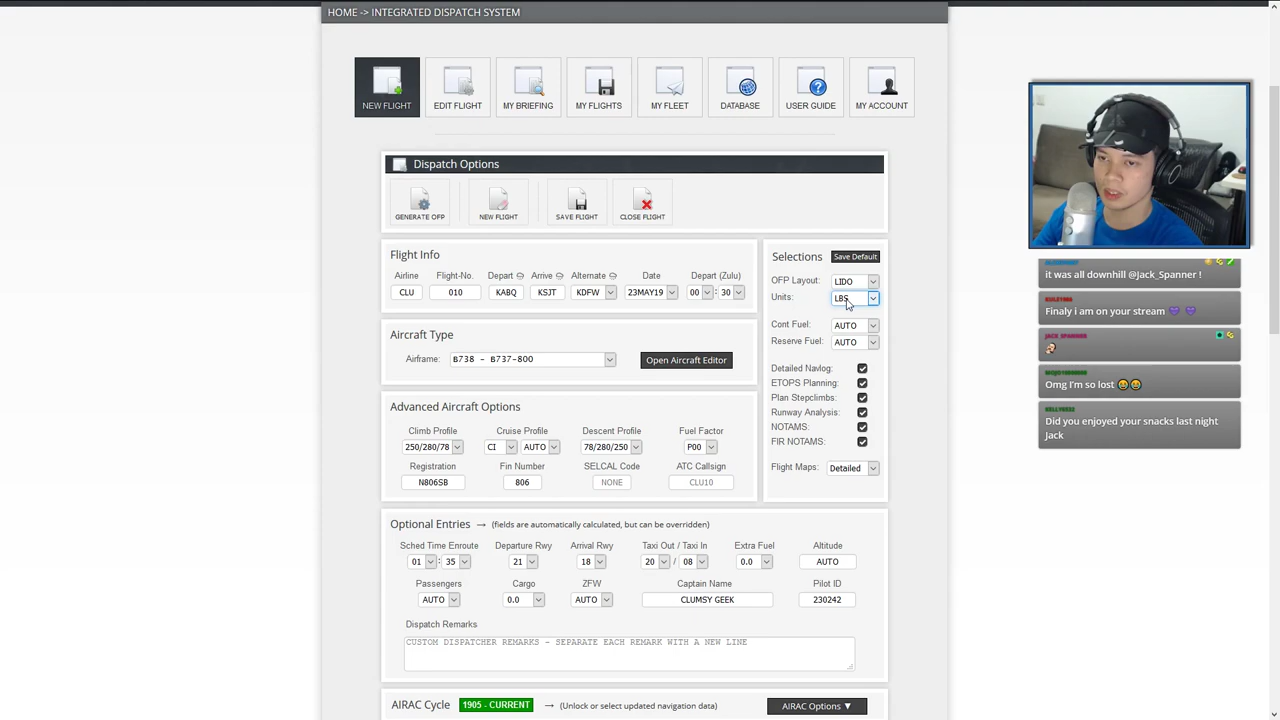 HOME -> INTEGRATED DISPATCH SYSTEM
NEW FLIGHT
EDIT FLIGHT
MY BRIEFING
MY FLIGHTS
MY FLEET
DATABASE
USER GUIDE
MY ACCOUNT
Dispatch Options
GENERATE OFP
NEW FLIGHT
SAVE FLIGHT
CLOSE FLIGHT
Flight Info
Airline Flight-No. Depart Arrive Alternate Date Depart (Zulu)
CLU 010 KABQ KSJT KDFW 23MAY19 00 : 30
Aircraft Type
Airframe: B738 - B737-800 Open Aircraft Editor
Advanced Aircraft Options
Climb Profile Cruise Profile Descent Profile Fuel Factor
250/280/78 CI AUTO 78/280/250 P00
Registration Fin Number SELCAL Code ATC Callsign
N806SB 806 NONE CLU10
Selections Save Default
OFP Layout: LIDO
Units: LBS
Cont Fuel: AUTO
Reserve Fuel: AUTO
Detailed Navlog:
ETOPS Planning:
Plan Stepclimbs:
Runway Analysis:
NOTAMS:
FIR NOTAMS:
Flight Maps: Detailed
Optional Entries → (fields are automatically calculated, but can be overridden)
Sched Time Enroute Departure Rwy Arrival Rwy Taxi Out / Taxi In Extra Fuel Altitude
01 : 35 21 18 20 / 08 0.0 AUTO
Passengers Cargo ZFW Captain Name Pilot ID
AUTO 0.0 AUTO CLUMSY GEEK 230242
Dispatch Remarks
CUSTOM DISPATCHER REMARKS - SEPARATE EACH REMARK WITH A NEW LINE
AIRAC Cycle 1905 - CURRENT → (Unlock or select updated navigation data) AIRAC Options ▼
it was all downhill @Jack_Spanner !
Finaly i am on your stream 💜 💜
JACK_SPANNER
Omg I'm so lost 😆😆
Did you enjoyed your snacks last night
Jack